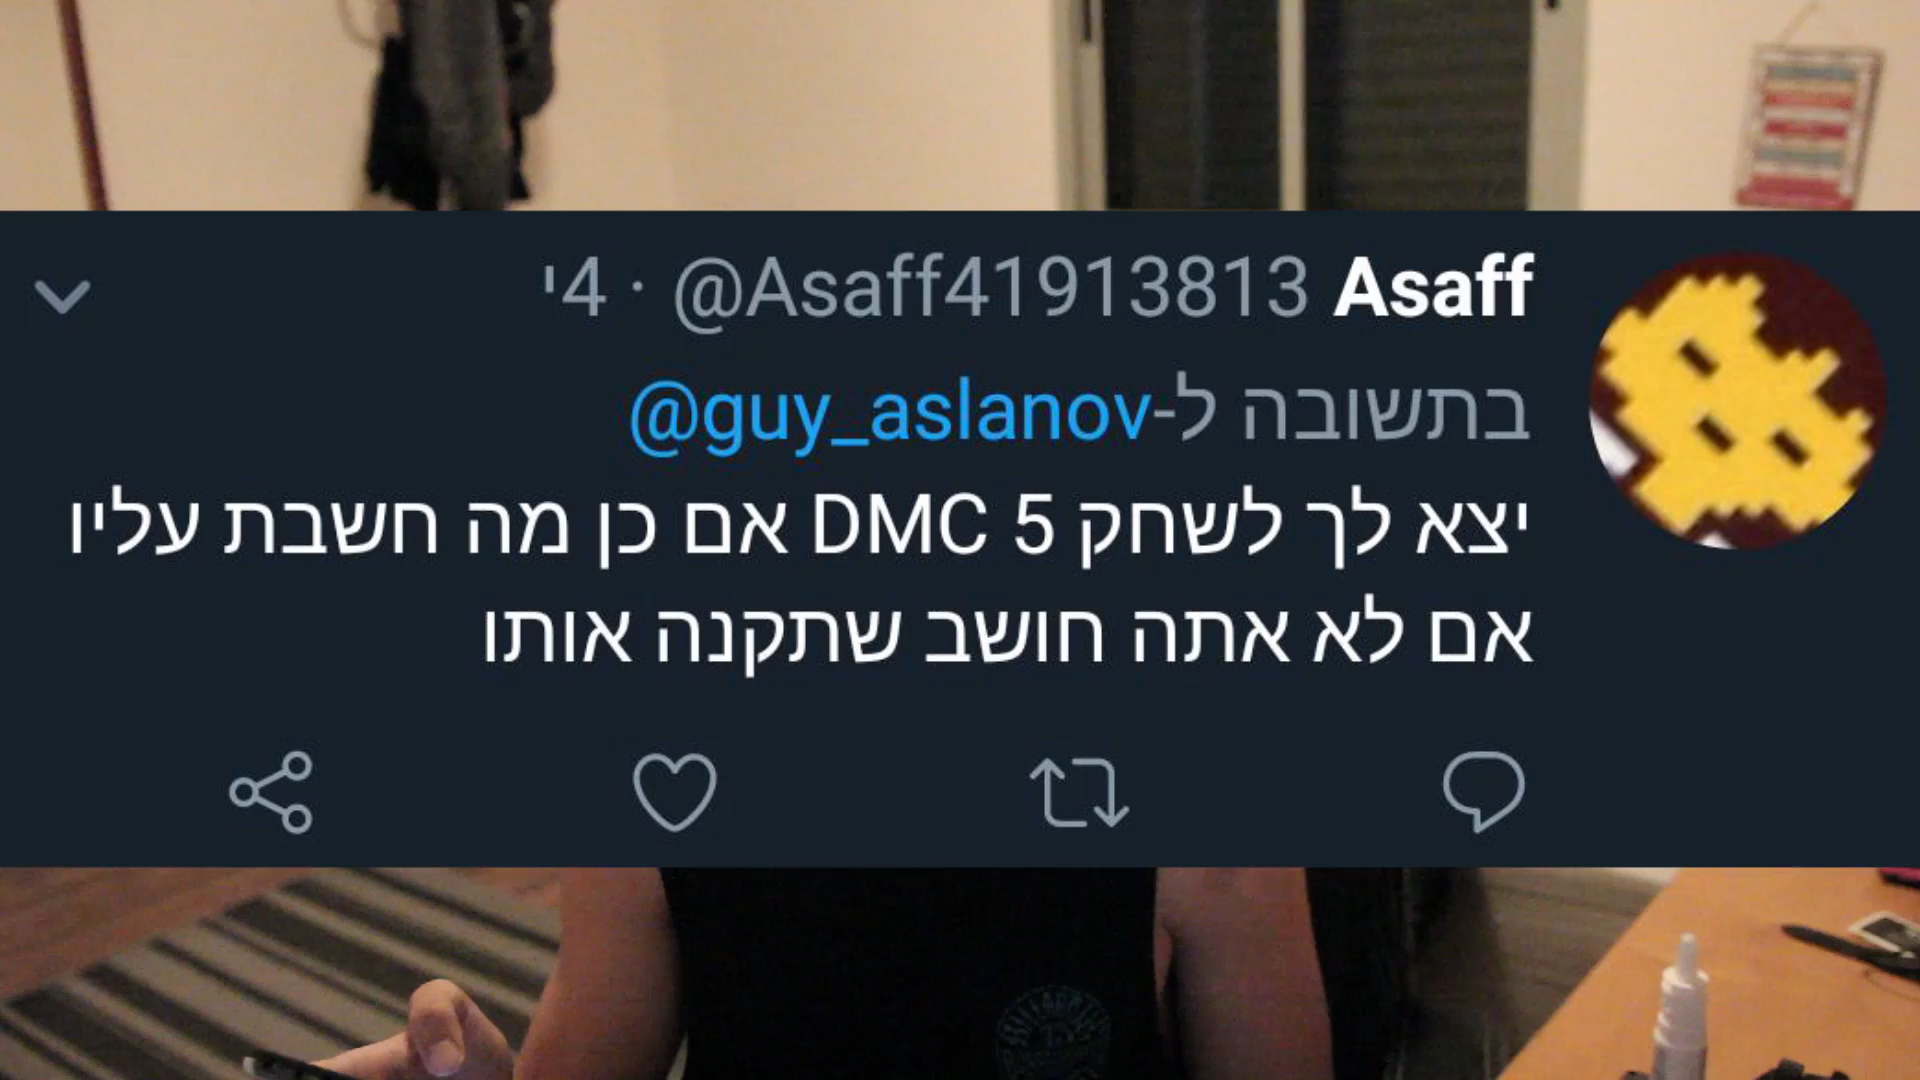 Asaff @Asaff41913813 · 4י
בתשובה ל-@guy_aslanov
יצא לך לשחק DMC 5 אם כן מה חשבת עליו
אם לא אתה חושב שתקנה אותו